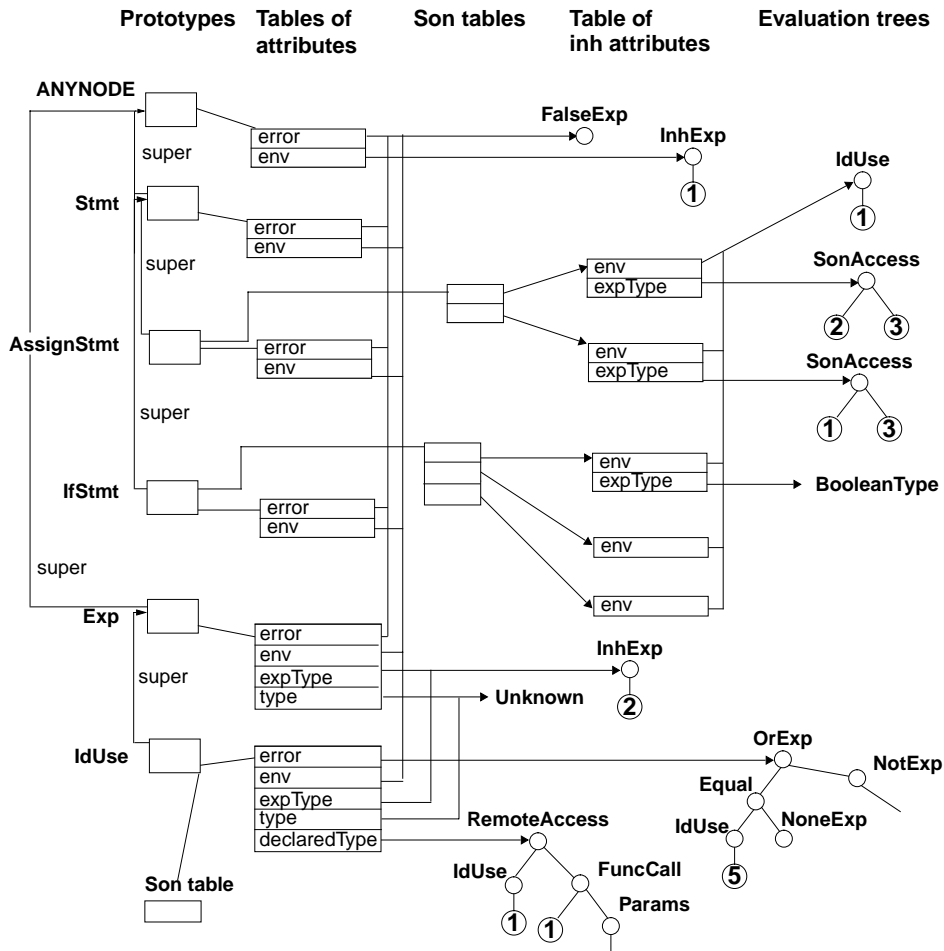 Prototypes Tables of attributes Son tables Table of inh attributes Evaluation trees
ANYNODE
FalseExp
error
env
InhExp
1
super
IdUse
1
Stmt
error
env
super
env
expType
SonAccess
2 3
AssignStmt
error
env
env
expType
SonAccess
1 3
super
IfStmt
error
env
env
expType
BooleanType
env
env
super
Exp
error
env
expType
type
InhExp
2
Unknown
super
IdUse
error
env
expType
type
declaredType
OrExp
NotExp
Equal
NoneExp
IdUse
5
RemoteAccess
IdUse
FuncCall
1 1
Params
Son table